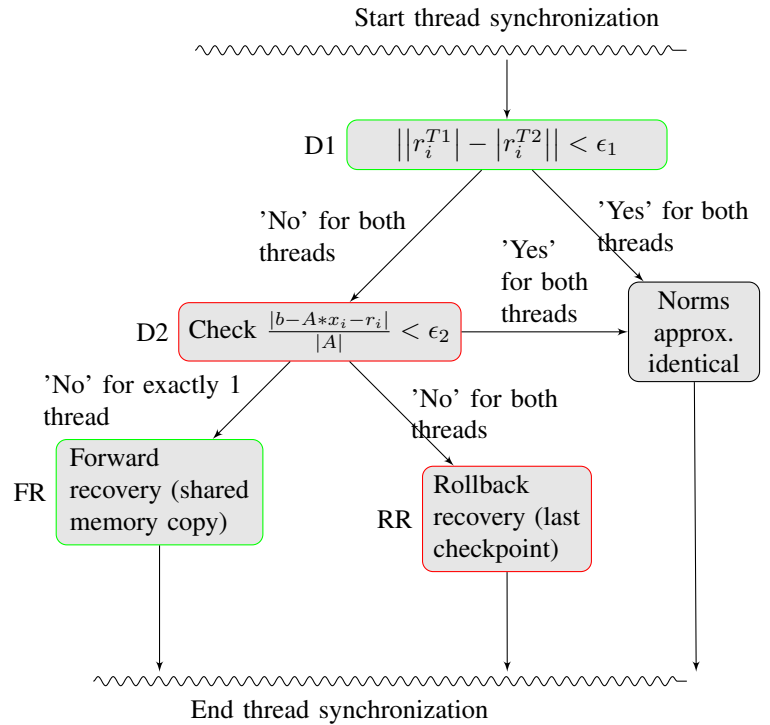 Start thread synchronization
D1
||r_i^{T1}| − |r_i^{T2}|| < ϵ_1
'No' for both
threads
'Yes' for both
threads
'Yes'
for both
threads
D2
Check |b−A∗x_i−r_i| / |A| < ϵ_2
Norms
approx.
identical
'No' for exactly 1
thread
'No' for both
threads
FR
Forward
recovery (shared
memory copy)
RR
Rollback
recovery (last
checkpoint)
End thread synchronization